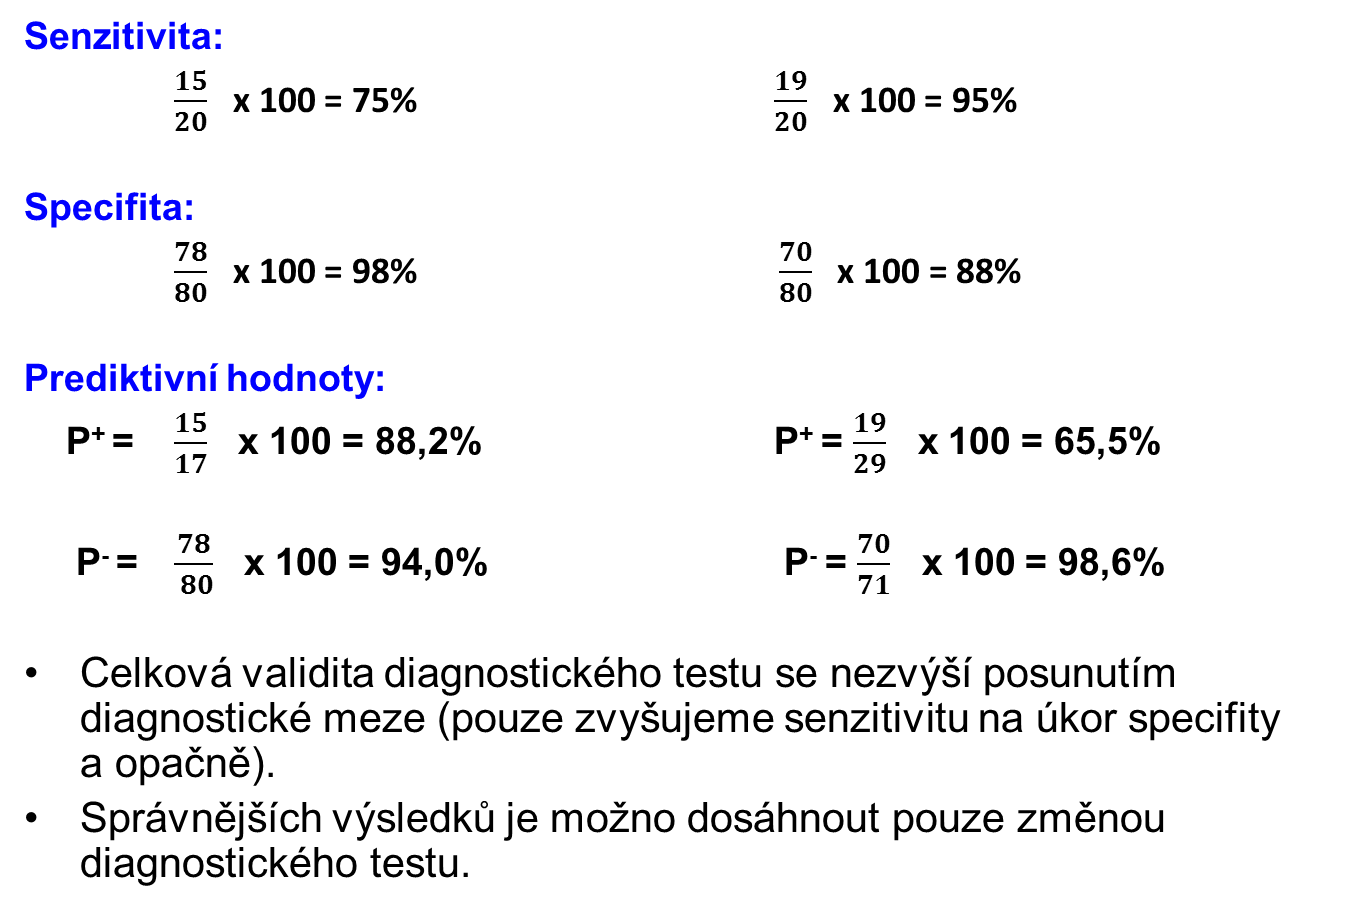 Senzitivita:
15/20 x 100 = 75% 19/20 x 100 = 95%
Specifita:
78/80 x 100 = 98% 70/80 x 100 = 88%
Prediktivní hodnoty:
P+ = 15/17 x 100 = 88,2% P+ = 19/29 x 100 = 65,5%
P- = 78/80 x 100 = 94,0% P- = 70/71 x 100 = 98,6%
• Celková validita diagnostického testu se nezvýší posunutím
diagnostické meze (pouze zvyšujeme senzitivitu na úkor specifity
a opačně).
• Správnějších výsledků je možno dosáhnout pouze změnou
diagnostického testu.